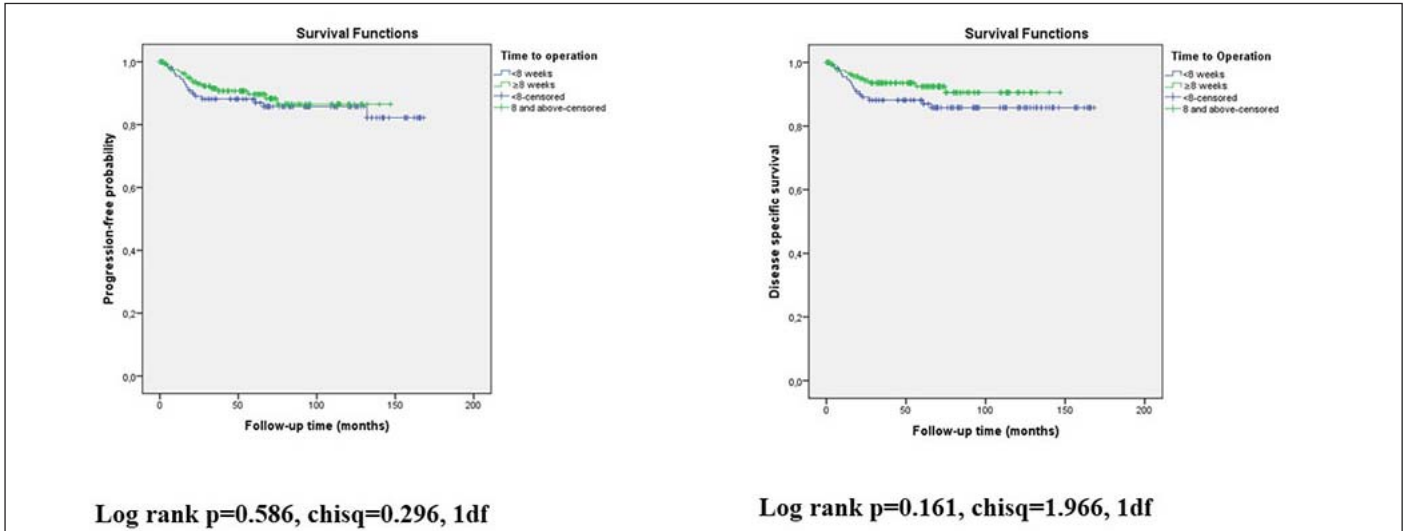 Survival Functions
Progression-free probability
1,0
0,8
0,6
0,4
0,2
0,0
0
50
100
150
200
Follow-up time (months)
Time to operation
<8 weeks
≥8 weeks
<8-censored
8 and above-censored
Log rank p=0.586, chisq=0.296, 1df
Survival Functions
Disease specific survival
1,0
0,8
0,6
0,4
0,2
0,0
0
50
100
150
200
Follow-up time (months)
Time to Operation
<8 weeks
≥8 weeks
<8-censored
8 and above-censored
Log rank p=0.161, chisq=1.966, 1df